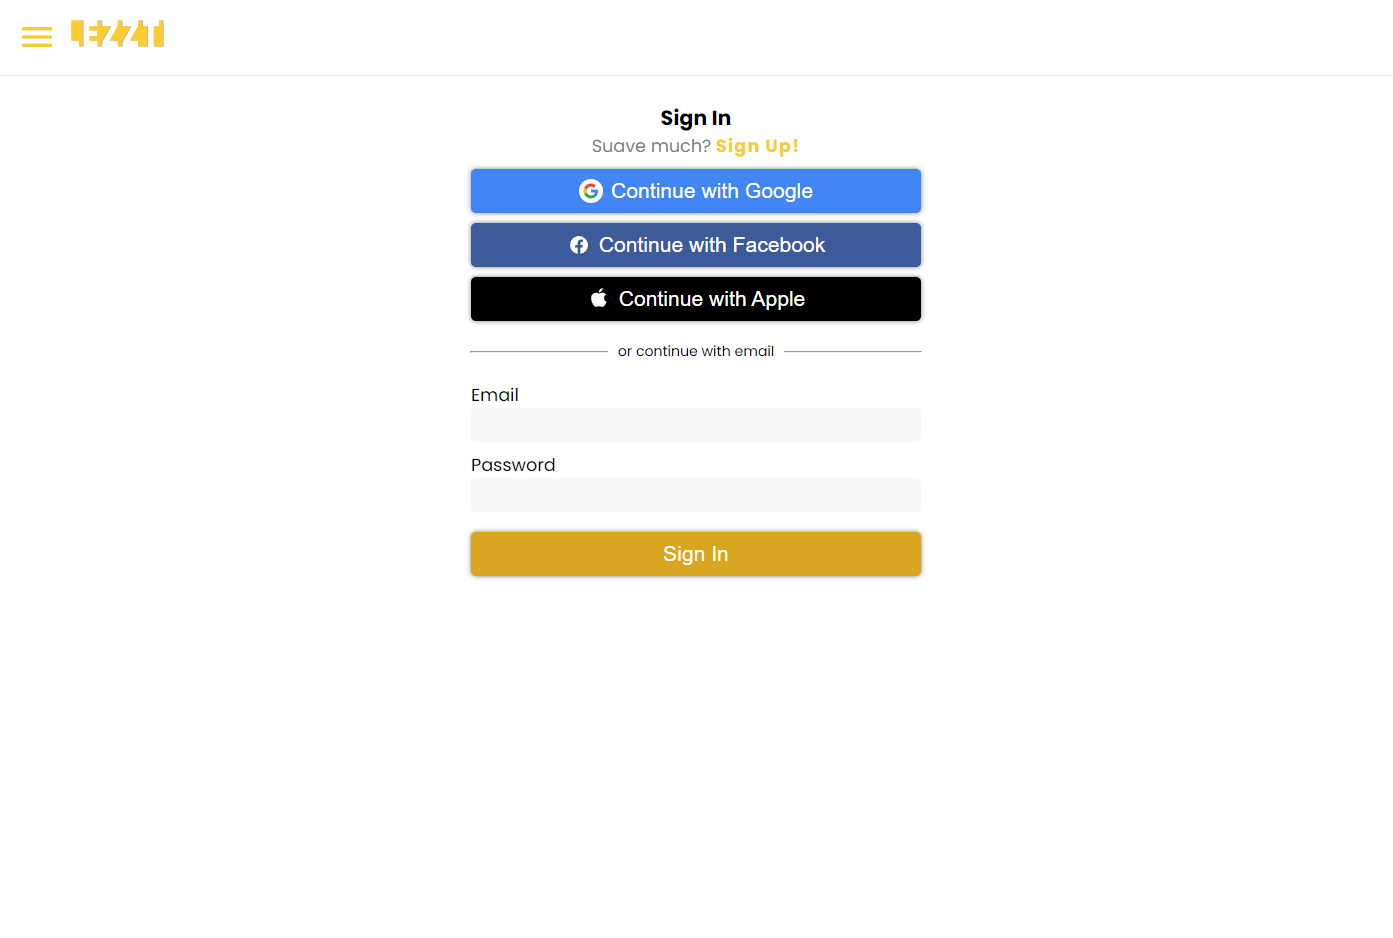 Sign In
Suave much? Sign Up!
Continue with Google
Continue with Facebook
Continue with Apple
or continue with email
Email
Password
Sign In